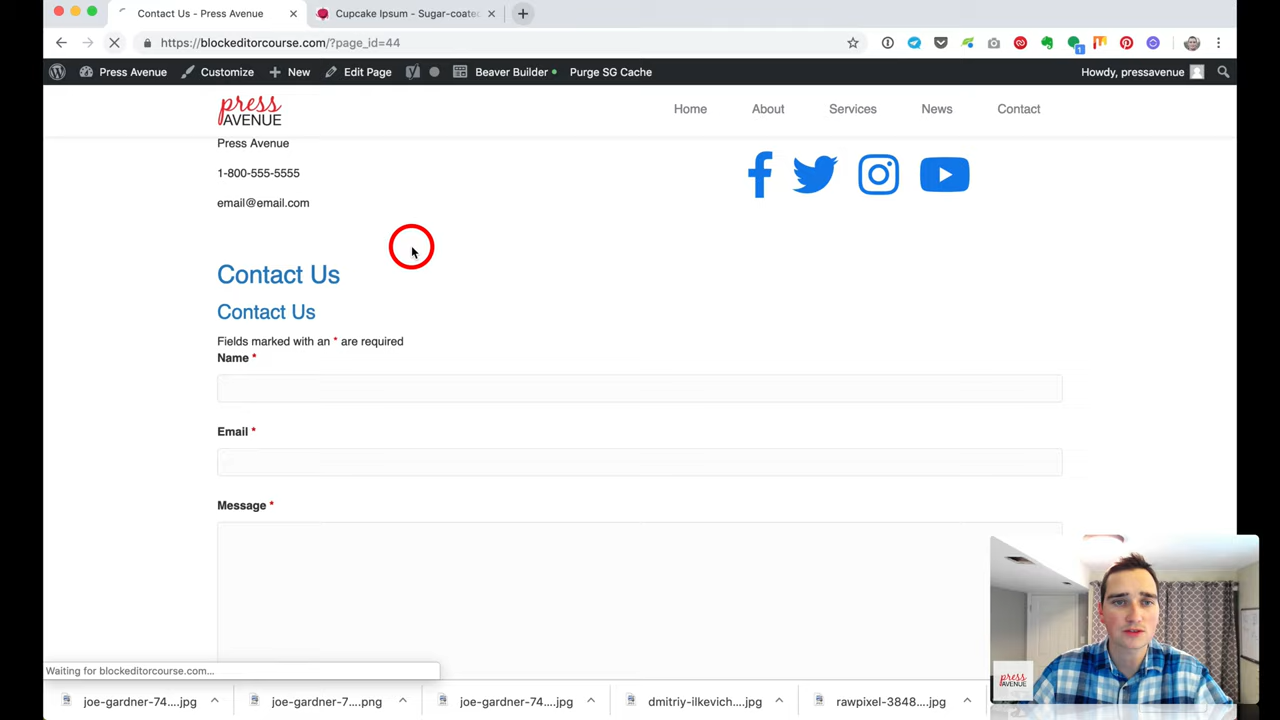 Contact Us - Press Avenue
Cupcake Ipsum - Sugar-coated
https://blockeditorcourse.com/?page_id=44
1
Press Avenue
Customize
New
Edit Page
Beaver Builder
Purge SG Cache
Howdy, pressavenue
press
AVENUE
Home
About
Services
News
Contact
Press Avenue
1-800-555-5555
email@email.com
Contact Us
Contact Us
Fields marked with an * are required
Name *
Email *
Message *
Waiting for blockeditorcourse.com...
joe-gardner-74....jpg
joe-gardner-7....png
joe-gardner-74....jpg
dmitriy-ilkevich....jpg
rawpixel-3848....jpg
press
AVENUE